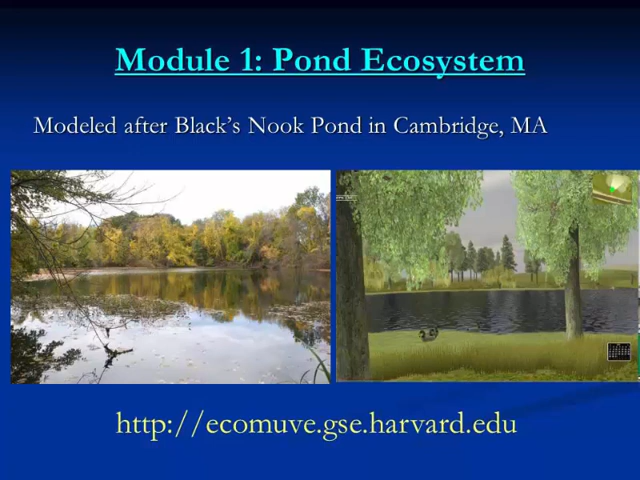 Module 1: Pond Ecosystem
Modeled after Black's Nook Pond in Cambridge, MA
http://ecomuve.gse.harvard.edu